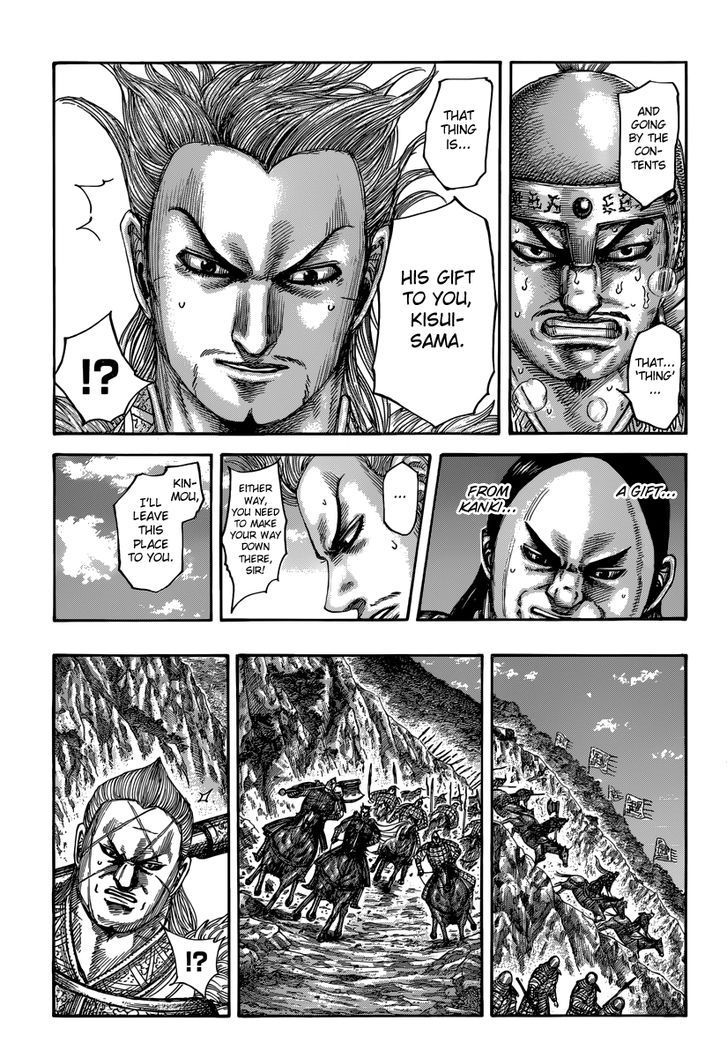 AND
GOING
BY THE
CON-
TENTS
THAT...
'THING'
...
THAT
THING
IS...
HIS GIFT
TO YOU,
KISUI-
SAMA.
!?
A GIFT...
FROM
KANKI...
...
EITHER
WAY,
YOU NEED
TO MAKE
YOUR WAY
DOWN
THERE,
SIR!
KIN-
MOU,
I'LL
LEAVE
THIS
PLACE
TO YOU.
!?